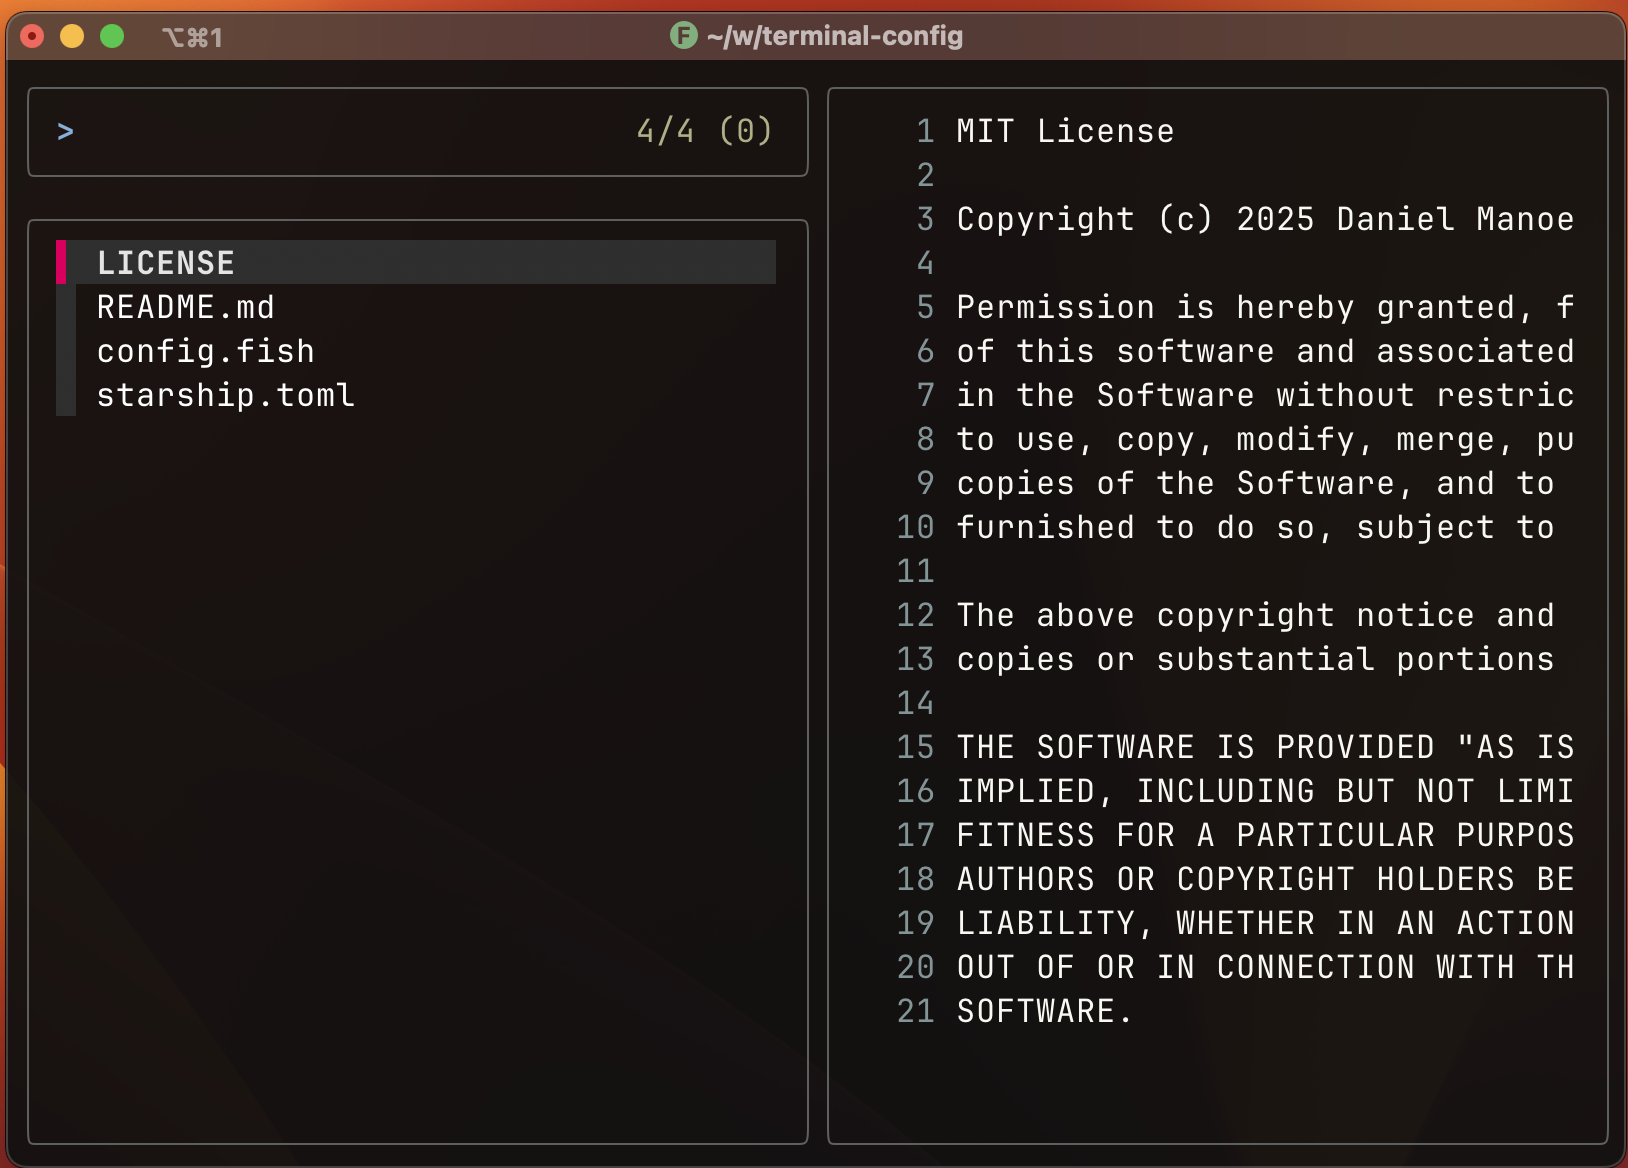 ⌥⌘1
F ~/w/terminal-config
> 4/4 (0)
LICENSE
README.md
config.fish
starship.toml
1 MIT License
2
3 Copyright (c) 2025 Daniel Manoe
4
5 Permission is hereby granted, f
6 of this software and associated
7 in the Software without restric
8 to use, copy, modify, merge, pu
9 copies of the Software, and to
10 furnished to do so, subject to
11
12 The above copyright notice and
13 copies or substantial portions
14
15 THE SOFTWARE IS PROVIDED "AS IS
16 IMPLIED, INCLUDING BUT NOT LIMI
17 FITNESS FOR A PARTICULAR PURPOS
18 AUTHORS OR COPYRIGHT HOLDERS BE
19 LIABILITY, WHETHER IN AN ACTION
20 OUT OF OR IN CONNECTION WITH TH
21 SOFTWARE.